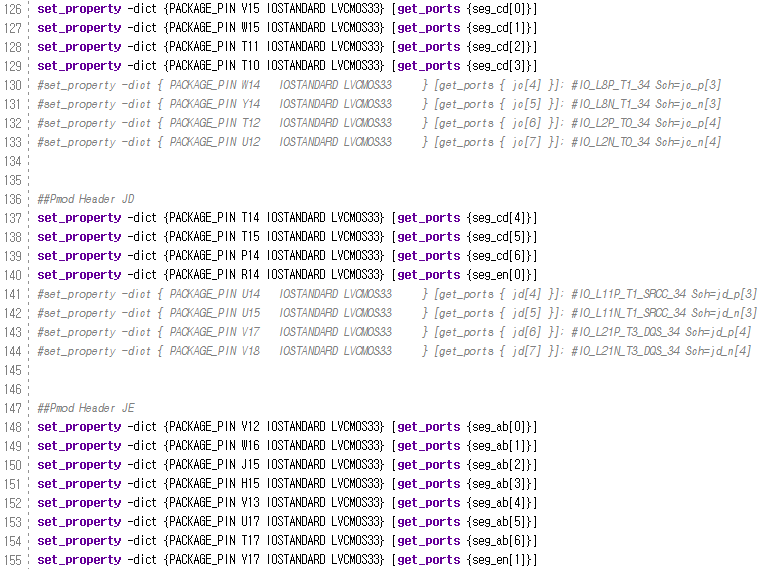 126 set_property -dict {PACKAGE_PIN V15 IOSTANDARD LVCMOS33} [get_ports {seg_cd[0]}]
127 set_property -dict {PACKAGE_PIN W15 IOSTANDARD LVCMOS33} [get_ports {seg_cd[1]}]
128 set_property -dict {PACKAGE_PIN T11 IOSTANDARD LVCMOS33} [get_ports {seg_cd[2]}]
129 set_property -dict {PACKAGE_PIN T10 IOSTANDARD LVCMOS33} [get_ports {seg_cd[3]}]
130 #set_property -dict { PACKAGE_PIN W14   IOSTANDARD LVCMOS33     } [get_ports { jc[4] }]; #IO_L8P_T1_34 Sch=jc_p[3]
131 #set_property -dict { PACKAGE_PIN Y14   IOSTANDARD LVCMOS33     } [get_ports { jc[5] }]; #IO_L8N_T1_34 Sch=jc_n[3]
132 #set_property -dict { PACKAGE_PIN T12   IOSTANDARD LVCMOS33     } [get_ports { jc[6] }]; #IO_L2P_T0_34 Sch=jc_p[4]
133 #set_property -dict { PACKAGE_PIN U12   IOSTANDARD LVCMOS33     } [get_ports { jc[7] }]; #IO_L2N_T0_34 Sch=jc_n[4]
134
135
136 ##Pmod Header JD
137 set_property -dict {PACKAGE_PIN T14 IOSTANDARD LVCMOS33} [get_ports {seg_cd[4]}]
138 set_property -dict {PACKAGE_PIN T15 IOSTANDARD LVCMOS33} [get_ports {seg_cd[5]}]
139 set_property -dict {PACKAGE_PIN P14 IOSTANDARD LVCMOS33} [get_ports {seg_cd[6]}]
140 set_property -dict {PACKAGE_PIN R14 IOSTANDARD LVCMOS33} [get_ports {seg_en[0]}]
141 #set_property -dict { PACKAGE_PIN U14   IOSTANDARD LVCMOS33     } [get_ports { jd[4] }]; #IO_L11P_T1_SRCC_34 Sch=jd_p[3]
142 #set_property -dict { PACKAGE_PIN U15   IOSTANDARD LVCMOS33     } [get_ports { jd[5] }]; #IO_L11N_T1_SRCC_34 Sch=jd_n[3]
143 #set_property -dict { PACKAGE_PIN V17   IOSTANDARD LVCMOS33     } [get_ports { jd[6] }]; #IO_L21P_T3_DQS_34 Sch=jd_p[4]
144 #set_property -dict { PACKAGE_PIN V18   IOSTANDARD LVCMOS33     } [get_ports { jd[7] }]; #IO_L21N_T3_DQS_34 Sch=jd_n[4]
145
146
147 ##Pmod Header JE
148 set_property -dict {PACKAGE_PIN V12 IOSTANDARD LVCMOS33} [get_ports {seg_ab[0]}]
149 set_property -dict {PACKAGE_PIN W16 IOSTANDARD LVCMOS33} [get_ports {seg_ab[1]}]
150 set_property -dict {PACKAGE_PIN J15 IOSTANDARD LVCMOS33} [get_ports {seg_ab[2]}]
151 set_property -dict {PACKAGE_PIN H15 IOSTANDARD LVCMOS33} [get_ports {seg_ab[3]}]
152 set_property -dict {PACKAGE_PIN V13 IOSTANDARD LVCMOS33} [get_ports {seg_ab[4]}]
153 set_property -dict {PACKAGE_PIN U17 IOSTANDARD LVCMOS33} [get_ports {seg_ab[5]}]
154 set_property -dict {PACKAGE_PIN T17 IOSTANDARD LVCMOS33} [get_ports {seg_ab[6]}]
155 set_property -dict {PACKAGE_PIN Y17 IOSTANDARD LVCMOS33} [get_ports {seg_en[1]}]